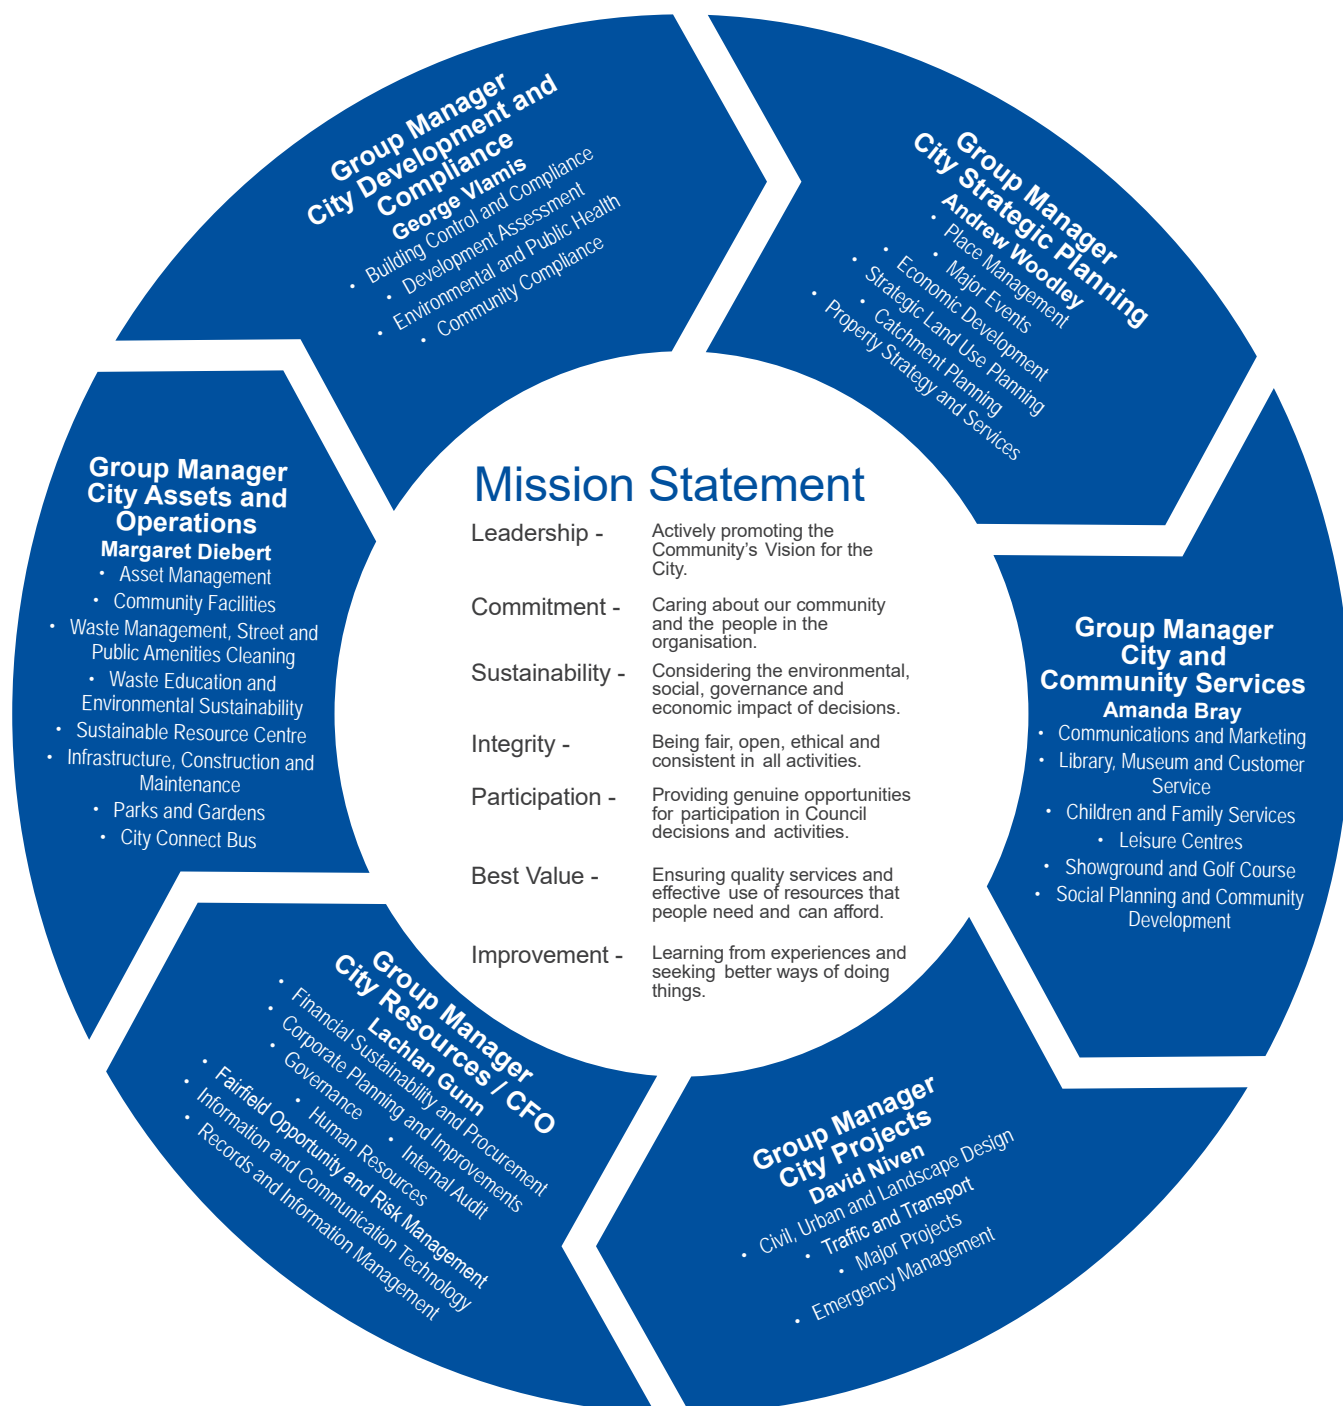 Group Manager
City Development and
Compliance
George Vlamis
• Building Control and Compliance
• Development Assessment
• Environmental and Public Health
• Community Compliance
Group Manager
City Strategic Planning
Andrew Woodley
• Place Management
• Major Events
• Economic Development
• Strategic Land Use Planning
• Catchment Planning
• Property Strategy and Services
Group Manager
City and
Community Services
Amanda Bray
• Communications and Marketing
• Library, Museum and Customer
Service
• Children and Family Services
• Leisure Centres
• Showground and Golf Course
• Social Planning and Community
Development
Group Manager
City Projects
David Niven
• Civil, Urban and Landscape Design
• Traffic and Transport
• Major Projects
• Emergency Management
Group Manager
City Resources / CFO
Lachlan Gunn
• Financial Sustainability and Procurement
• Corporate Planning and Improvements
• Governance • Internal Audit
• Human Resources
• Fairfield Opportunity and Risk Management
• Information and Communication Technology
• Records and Information Management
Group Manager
City Assets and
Operations
Margaret Diebert
• Asset Management
• Community Facilities
• Waste Management, Street and
Public Amenities Cleaning
• Waste Education and
Environmental Sustainability
• Sustainable Resource Centre
• Infrastructure, Construction and
Maintenance
• Parks and Gardens
• City Connect Bus
Mission Statement
Leadership - Actively promoting the
Community’s Vision for the
City.
Commitment - Caring about our community
and the people in the
organisation.
Sustainability - Considering the environmental,
social, governance and
economic impact of decisions.
Integrity - Being fair, open, ethical and
consistent in all activities.
Participation - Providing genuine opportunities
for participation in Council
decisions and activities.
Best Value - Ensuring quality services and
effective use of resources that
people need and can afford.
Improvement - Learning from experiences and
seeking better ways of doing
things.